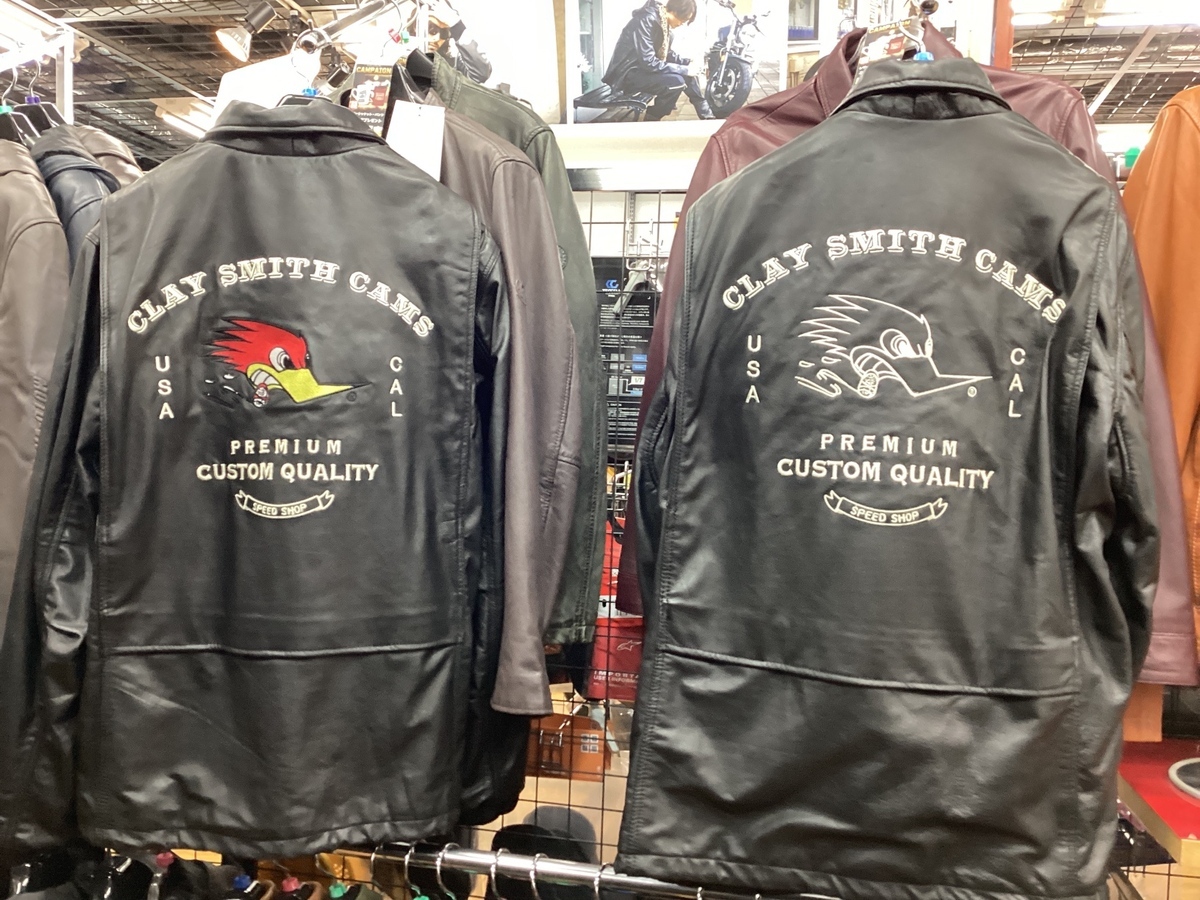 CLAY SMITH CAMS
USA
CAL
®
PREMIUM
CUSTOM QUALITY
SPEED SHOP
CLAY SMITH CAMS
USA
CAL
®
PREMIUM
CUSTOM QUALITY
SPEED SHOP